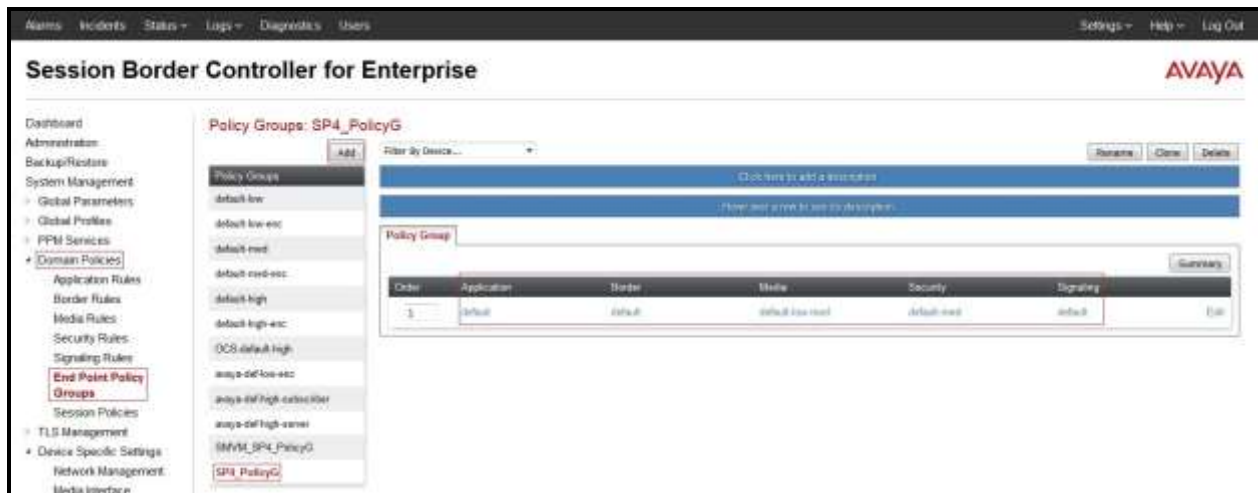 Alarms Incidents Status Logs Diagnostics Users Settings Help Log Out
Session Border Controller for Enterprise
AVAYA
Dashboard
Administration
Backup/Restore
System Management
Global Parameters
Global Profiles
PPM Services
Domain Policies
Application Rules
Border Rules
Media Rules
Security Rules
Signaling Rules
End Point Policy
Groups
Session Policies
TLS Management
Device Specific Settings
Network Management
Media Interface
Policy Groups: SP4_PolicyG
Add
Filter By Device...
Rename Clone Delete
Policy Groups
default-low
default-low-enc
default-med
default-med-enc
default-high
default-high-enc
OCS-default-high
avaya-def-low-enc
avaya-def-high-subscriber
avaya-def-high-server
SMVM_SP4_PolicyG
SP4_PolicyG
Click here to add a description.
Hover over a row to see its description.
Policy Group
Summary
Order Application Border Media Security Signaling
1 default default default-low-med default-med default Edit